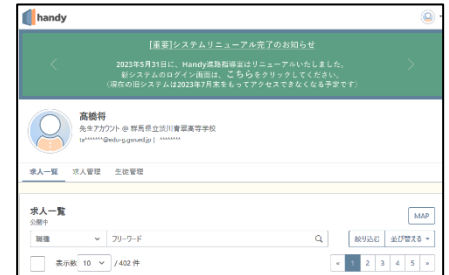 handy
[重要]システムリニューアル完了のお知らせ
2023年5月31日に、Handy進路指導室はリニューアルいたしました。
新システムのログイン画面は、こちらをクリックしてください。
(現在の旧システムは2023年7月末をもってアクセスできなくなる予定です)
高橋将
先生アカウント @ 群馬県立渋川青翠高等学校
求人一覧 求人管理 生徒管理
求人一覧
公開中
MAP
職種 フリーワード 絞り込む 並び替える
表示数 10 / 402 件 « 1 2 3 4 5 »